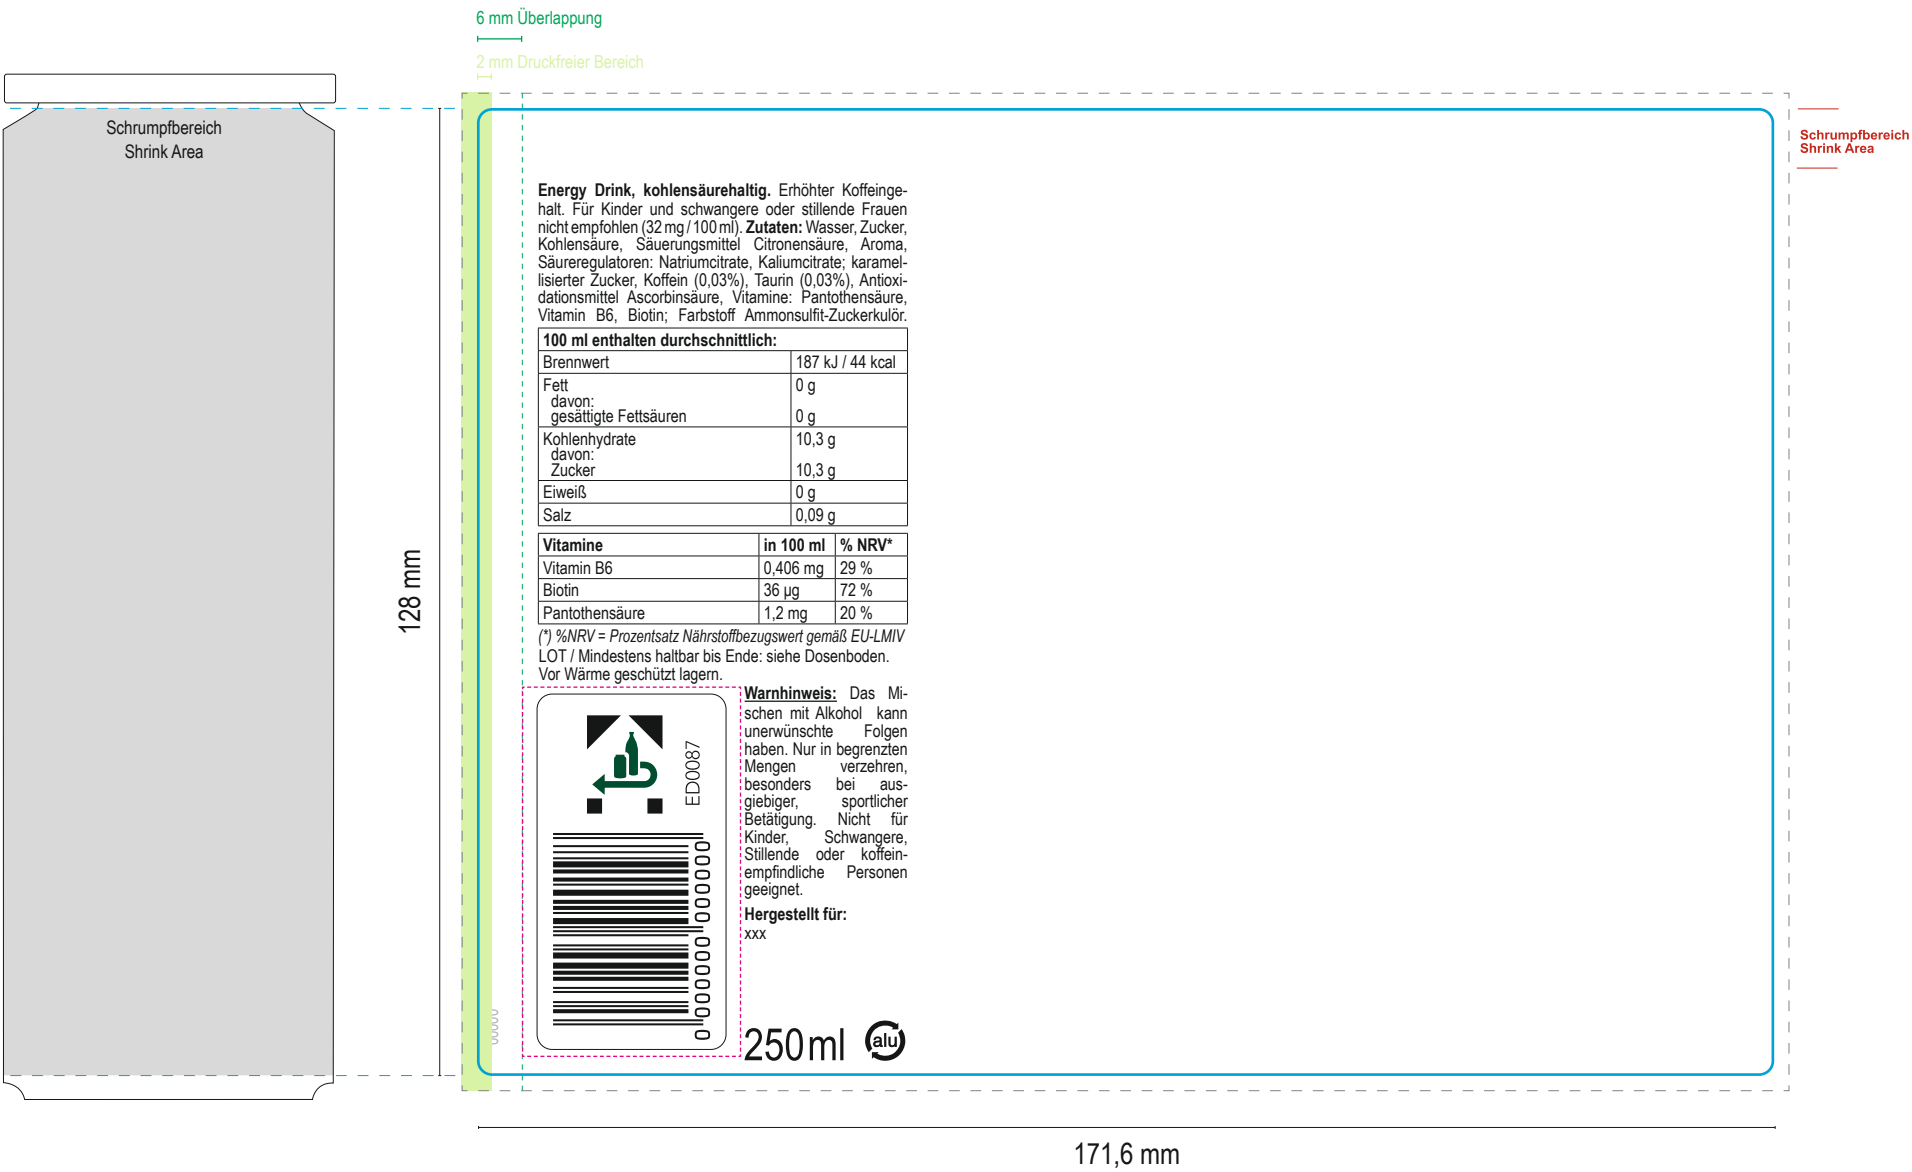 6 mm Überlappung
2 mm Druckfreier Bereich
Schrumpfbereich
Shrink Area
Schrumpfbereich
Shrink Area
Energy Drink, kohlensäurehaltig. Erhöhter Koffeinge-
halt. Für Kinder und schwangere oder stillende Frauen
nicht empfohlen (32 mg / 100 ml). Zutaten: Wasser, Zucker,
Kohlensäure, Säuerungsmittel Citronensäure, Aroma,
Säureregulatoren: Natriumcitrate, Kaliumcitrate; karamel-
lisierter Zucker, Koffein (0,03%), Taurin (0,03%), Antioxi-
dationsmittel Ascorbinsäure, Vitamine: Pantothensäure,
Vitamin B6, Biotin; Farbstoff Ammonsulfit-Zuckerkulör.
100 ml enthalten durchschnittlich:
Brennwert 187 kJ / 44 kcal
Fett 0 g
davon:
gesättigte Fettsäuren 0 g
Kohlenhydrate 10,3 g
davon:
Zucker 10,3 g
Eiweiß 0 g
Salz 0,09 g
Vitamine in 100 ml % NRV*
Vitamin B6 0,406 mg 29 %
Biotin 36 µg 72 %
Pantothensäure 1,2 mg 20 %
(*) %NRV = Prozentsatz Nährstoffbezugswert gemäß EU-LMIV
LOT / Mindestens haltbar bis Ende: siehe Dosenboden.
Vor Wärme geschützt lagern.
Warnhinweis: Das Mi-
schen mit Alkohol kann
unerwünschte Folgen
haben. Nur in begrenzten
Mengen verzehren,
besonders bei aus-
giebiger, sportlicher
Betätigung. Nicht für
Kinder, Schwangere,
Stillende oder koffein-
empfindliche Personen
geeignet.
Hergestellt für:
xxx
ED0087
0 000000 000000
00000
250 ml
alu
128 mm
171,6 mm